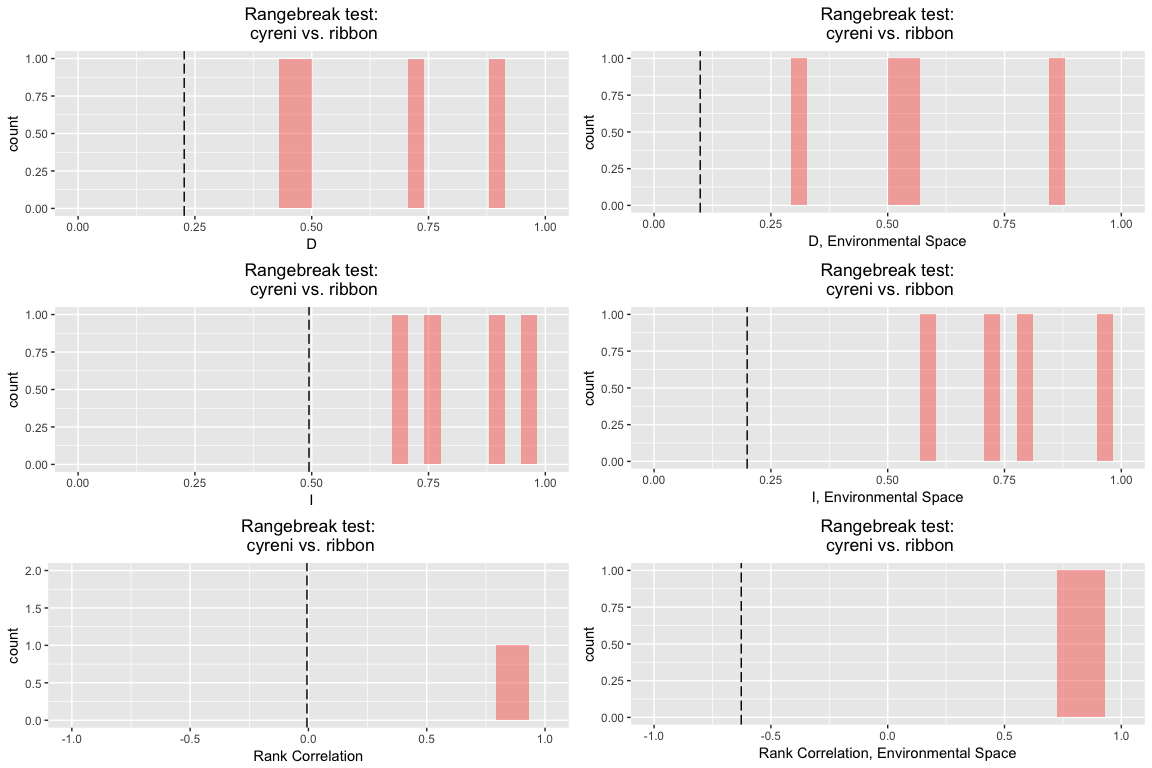 Rangebreak test:
cyreni vs. ribbon
1.00
0.75
0.50
0.25
0.00
count
0.00 0.25 0.50 0.75 1.00
D
Rangebreak test:
cyreni vs. ribbon
1.00
0.75
0.50
0.25
0.00
count
0.00 0.25 0.50 0.75 1.00
D, Environmental Space
Rangebreak test:
cyreni vs. ribbon
1.00
0.75
0.50
0.25
0.00
count
0.00 0.25 0.50 0.75 1.00
I
Rangebreak test:
cyreni vs. ribbon
1.00
0.75
0.50
0.25
0.00
count
0.00 0.25 0.50 0.75 1.00
I, Environmental Space
Rangebreak test:
cyreni vs. ribbon
2.0
1.5
1.0
0.5
0.0
count
-1.0 -0.5 0.0 0.5 1.0
Rank Correlation
Rangebreak test:
cyreni vs. ribbon
1.00
0.75
0.50
0.25
0.00
count
-1.0 -0.5 0.0 0.5 1.0
Rank Correlation, Environmental Space